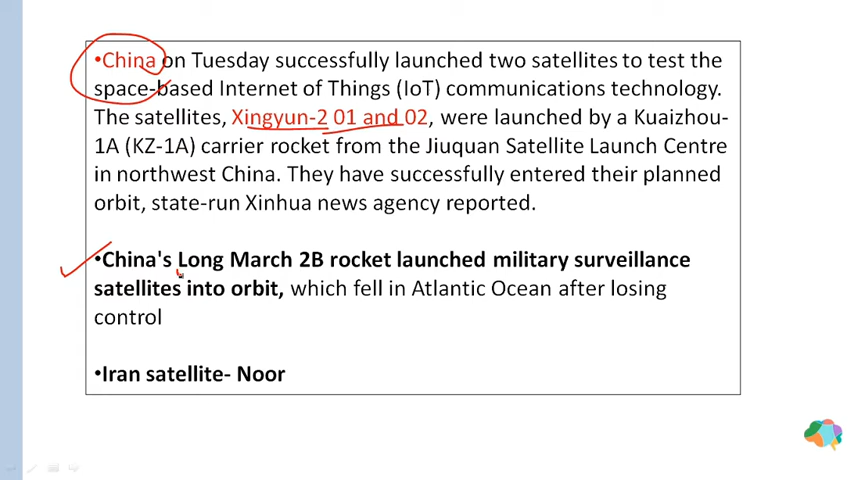 •China on Tuesday successfully launched two satellites to test the
space-based Internet of Things (IoT) communications technology.
The satellites, Xingyun-2 01 and 02, were launched by a Kuaizhou-
1A (KZ-1A) carrier rocket from the Jiuquan Satellite Launch Centre
in northwest China. They have successfully entered their planned
orbit, state-run Xinhua news agency reported.
•China's Long March 2B rocket launched military surveillance
satellites into orbit, which fell in Atlantic Ocean after losing
control
•Iran satellite- Noor